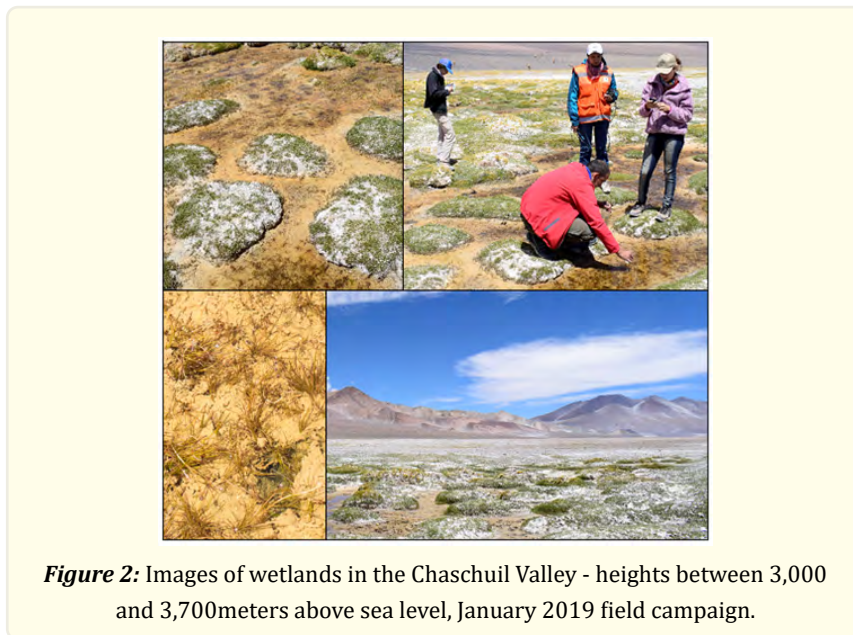 Figure 2: Images of wetlands in the Chaschuil Valley - heights between 3,000
and 3,700meters above sea level, January 2019 field campaign.